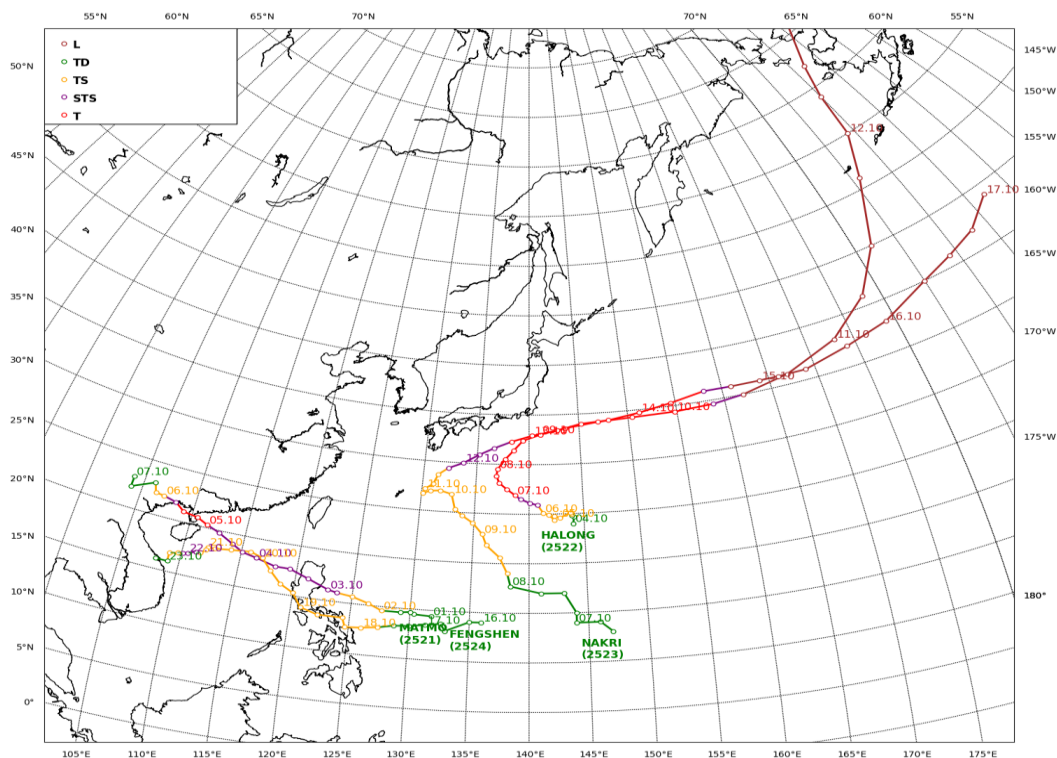 55°N 60°N 65°N 70°N 70°N 65°N 60°N 55°N
L
TD
TS
STS
T
50°N
45°N
40°N
35°N
30°N
25°N
20°N
15°N
10°N
5°N
0°N
145°W
150°W
155°W
160°W
165°W
170°W
175°W
180°
12.10
17.10
16.10
11.10
15.10
14.10
10.10
12.10
08.10
07.10
06.10
04.10
HALONG
(2522)
11.10
10.10
09.10
08.10
07.10
NAKRI
(2523)
07.10
06.10
05.10
04.10
03.10
02.10
01.10
MATMO
(2521)
23.10
22.10
21.10
18.10
16.10
FENGSHEN
(2524)
105°E 110°E 115°E 120°E 125°E 130°E 135°E 140°E 145°E 150°E 155°E 160°E 165°E 170°E 175°E